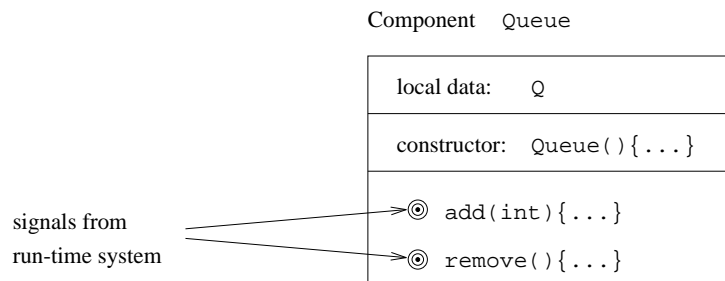 Component Queue
local data: Q
constructor: Queue(){...}
add(int){...}
signals from
run-time system
remove(){...}